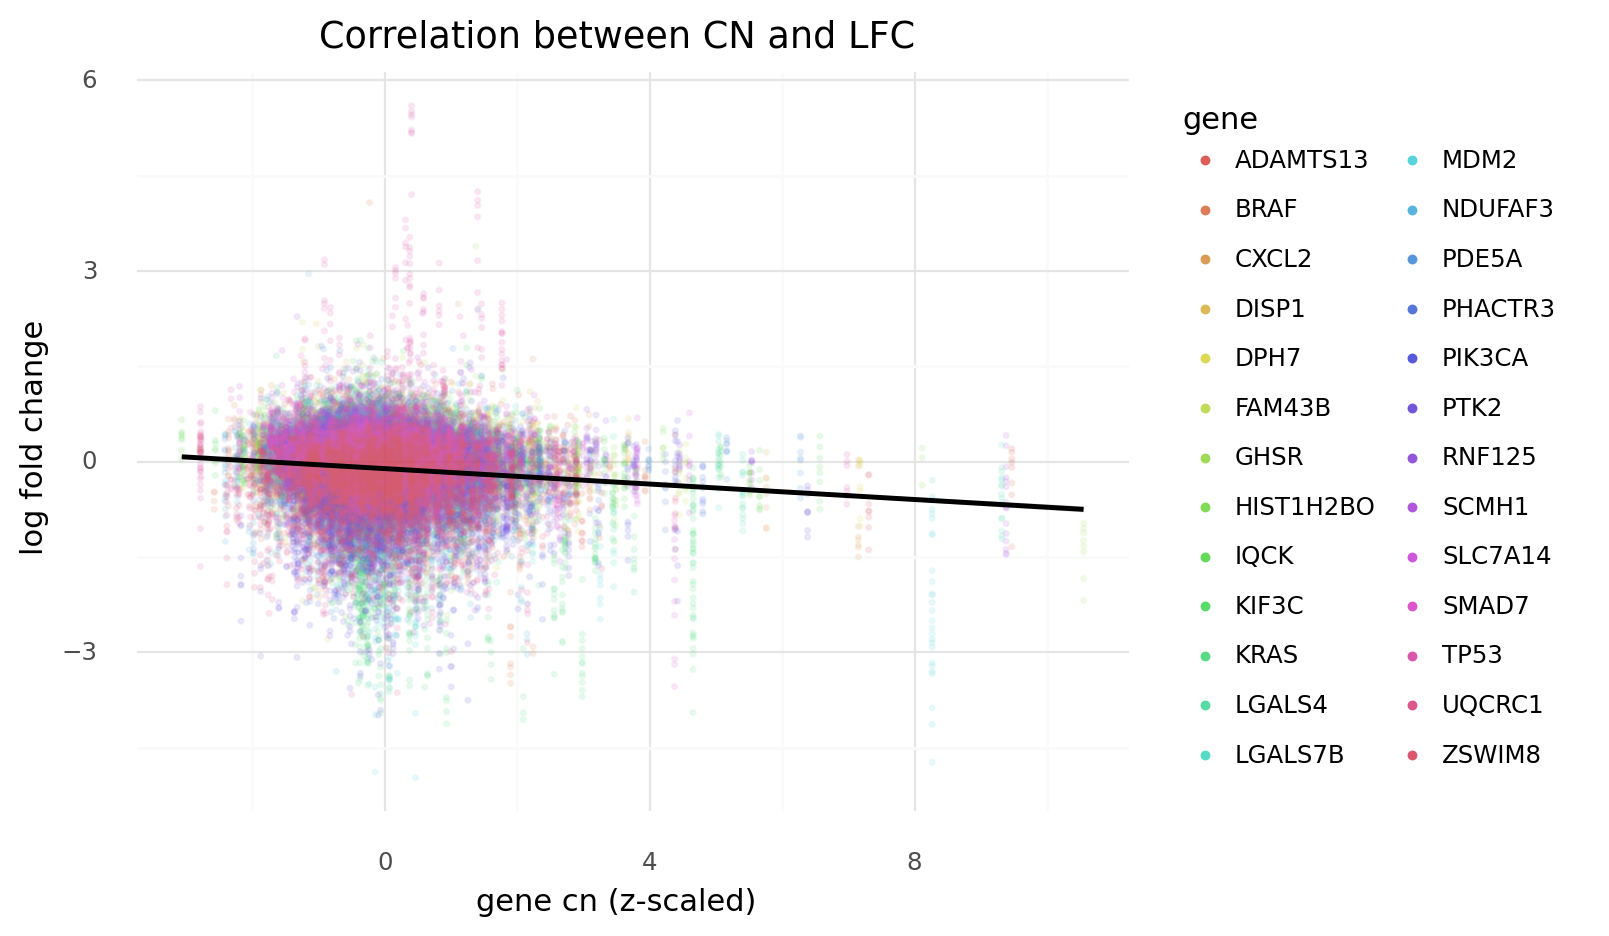 Correlation between CN and LFC
6
3
0
−3
log fold change
0
4
8
gene cn (z-scaled)
gene
ADAMTS13
BRAF
CXCL2
DISP1
DPH7
FAM43B
GHSR
HIST1H2BO
IQCK
KIF3C
KRAS
LGALS4
LGALS7B
MDM2
NDUFAF3
PDE5A
PHACTR3
PIK3CA
PTK2
RNF125
SCMH1
SLC7A14
SMAD7
TP53
UQCRC1
ZSWIM8